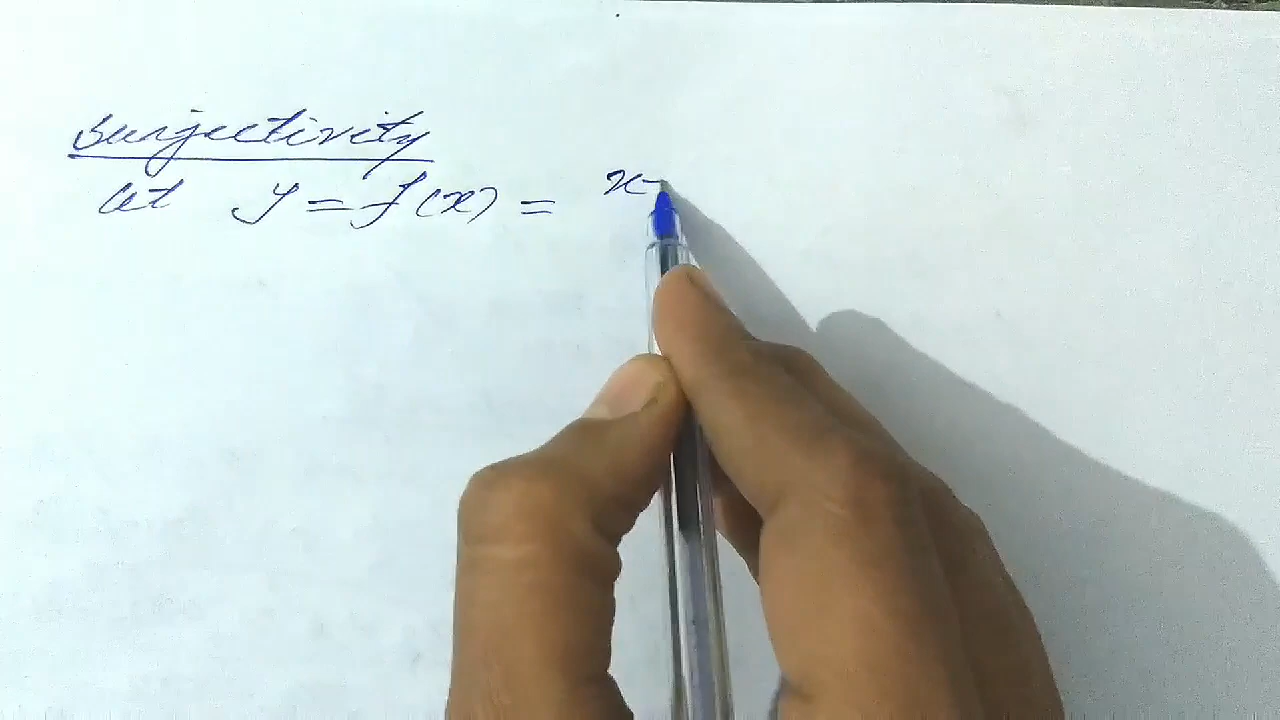 Surjectivity
Let y = f(x) = x-